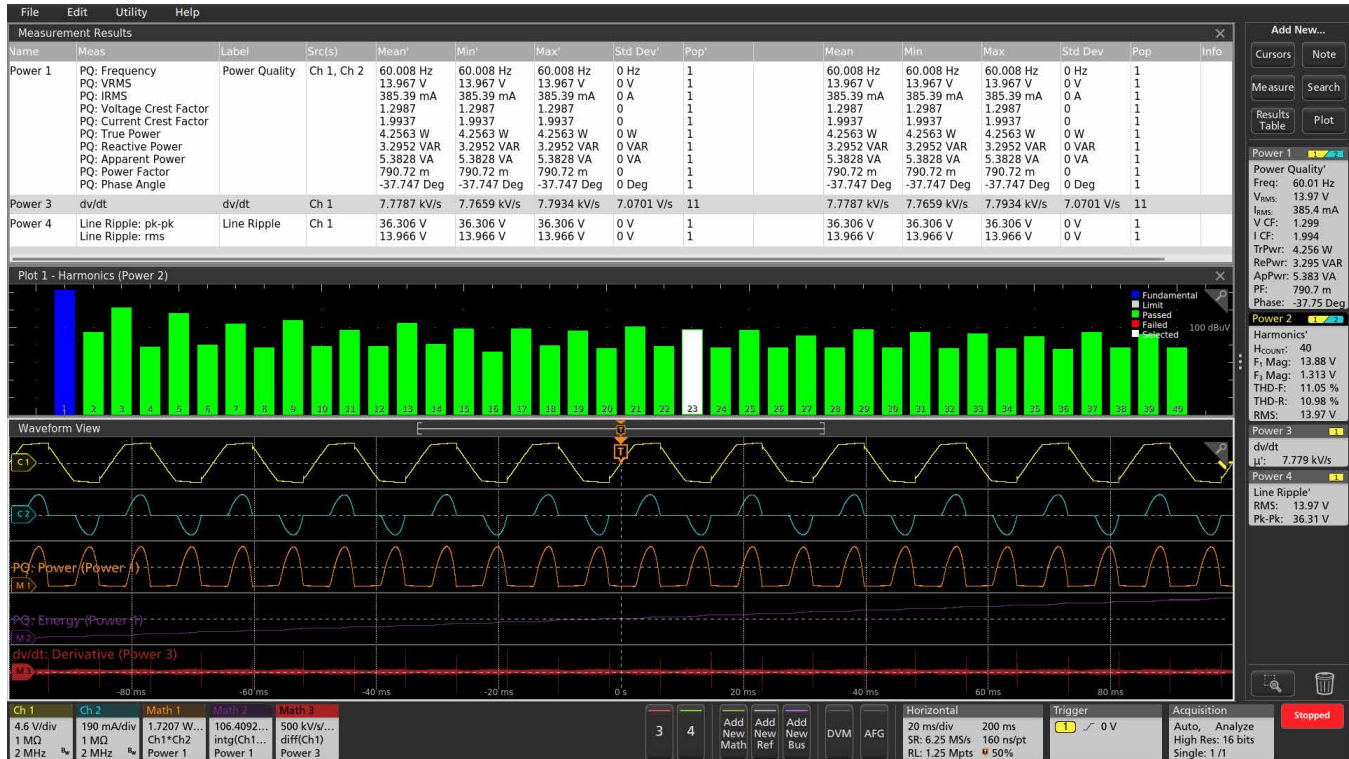 File Edit Utility Help
Measurement Results
Name Meas Label Src(s) Mean' Min' Max' Std Dev' Pop' Mean Min Max Std Dev Pop Info
Power 1 PQ: Frequency Power Quality Ch 1, Ch 2 60.008 Hz 60.008 Hz 60.008 Hz 0 Hz 1 60.008 Hz 60.008 Hz 60.008 Hz 0 Hz 1
PQ: VRMS 13.967 V 13.967 V 13.967 V 0 V 1 13.967 V 13.967 V 13.967 V 0 V 1
PQ: IRMS 385.39 mA 385.39 mA 385.39 mA 0 A 1 385.39 mA 385.39 mA 385.39 mA 0 A 1
PQ: Voltage Crest Factor 1.2987 1.2987 1.2987 0 1 1.2987 1.2987 1.2987 0 1
PQ: Current Crest Factor 1.9937 1.9937 1.9937 0 1 1.9937 1.9937 1.9937 0 1
PQ: True Power 4.2563 W 4.2563 W 4.2563 W 0 W 1 4.2563 W 4.2563 W 4.2563 W 0 W 1
PQ: Reactive Power 3.2952 VAR 3.2952 VAR 3.2952 VAR 0 VAR 1 3.2952 VAR 3.2952 VAR 3.2952 VAR 0 VAR 1
PQ: Apparent Power 5.3828 VA 5.3828 VA 5.3828 VA 0 VA 1 5.3828 VA 5.3828 VA 5.3828 VA 0 VA 1
PQ: Power Factor 790.72 m 790.72 m 790.72 m 0 1 790.72 m 790.72 m 790.72 m 0 1
PQ: Phase Angle -37.747 Deg -37.747 Deg -37.747 Deg 0 Deg 1 -37.747 Deg -37.747 Deg -37.747 Deg 0 Deg 1
Power 3 dv/dt dv/dt Ch 1 7.7787 kV/s 7.7659 kV/s 7.7934 kV/s 7.0701 V/s 11 7.7787 kV/s 7.7659 kV/s 7.7934 kV/s 7.0701 V/s 11
Power 4 Line Ripple: pk-pk Line Ripple Ch 1 36.306 V 36.306 V 36.306 V 0 V 1 36.306 V 36.306 V 36.306 V 0 V 1
Line Ripple: rms 13.966 V 13.966 V 13.966 V 0 V 1 13.966 V 13.966 V 13.966 V 0 V 1
Plot 1 - Harmonics (Power 2)
Fundamental
Limit
Passed
Failed
Selected
100 dBuV
1 2 3 4 5 6 7 8 9 10 11 12 13 14 15 16 17 18 19 20 21 22 23 24 25 26 27 28 29 30 31 32 33 34 35 36 37 38 39 40
Waveform View
T
T
C 1
C 2
PQ: Power (Power 1)
M 1
PQ: Energy (Power 1)
M 2
dv/dt: Derivative (Power 3)
M 3
-80 ms -60 ms -40 ms -20 ms 0 s 20 ms 40 ms 60 ms 80 ms
Add New...
Cursors Note
Measure Search
Results Table Plot
Power 1 1 2
Power Quality'
Freq: 60.01 Hz
VRMS: 13.97 V
IRMS: 385.4 mA
V CF: 1.299
I CF: 1.994
TrPwr: 4.256 W
RePwr: 3.295 VAR
ApPwr: 5.383 VA
PF: 790.7 m
Phase: -37.75 Deg
Power 2 1 2
Harmonics'
HCOUNT: 40
F₁ Mag: 13.88 V
F₃ Mag: 1.313 V
THD-F: 11.05 %
THD-R: 10.98 %
RMS: 13.97 V
Power 3 1
dv/dt
µ': 7.779 kV/s
Power 4 1
Line Ripple'
RMS: 13.97 V
Pk-Pk: 36.31 V
Ch 1
4.6 V/div
1 MΩ
2 MHz Bw
Ch 2
190 mA/div
1 MΩ
2 MHz Bw
Math 1
1.7207 W...
Ch1*Ch2
Power 1
Math 2
106.4092...
intg(Ch1...
Power 1
Math 3
500 kV/s/...
diff(Ch1)
Power 3
3
4
Add New Math
Add New Ref
Add New Bus
DVM
AFG
Horizontal
20 ms/div 200 ms
SR: 6.25 MS/s 160 ns/pt
RL: 1.25 Mpts 50%
Trigger
1 0 V
Acquisition
Auto, Analyze
High Res: 16 bits
Single: 1 /1
Stopped